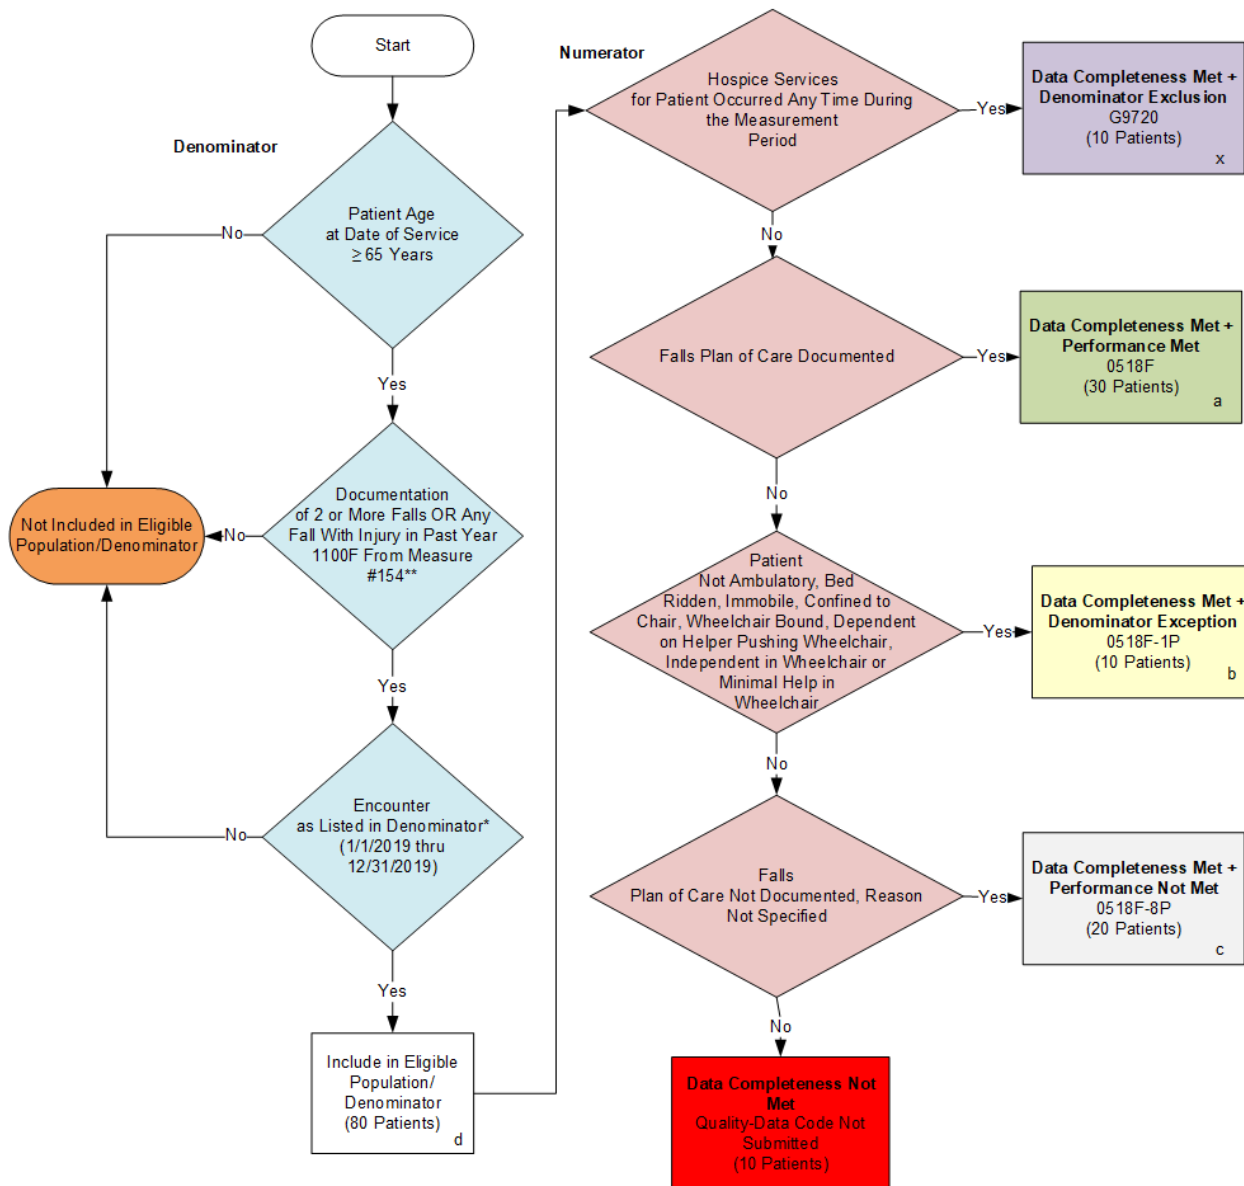 Start
Denominator
Patient Age
at Date of Service
≥ 65 Years
No
Yes
Documentation
of 2 or More Falls OR Any
Fall With Injury in Past Year
1100F From Measure
#154**
No
Not Included in Eligible
Population/Denominator
Yes
Encounter
as Listed in Denominator*
(1/1/2019 thru
12/31/2019)
No
Yes
Include in Eligible
Population/
Denominator
(80 Patients)
d
Numerator
Hospice Services
for Patient Occurred Any Time During
the Measurement
Period
Yes
Data Completeness Met +
Denominator Exclusion
G9720
(10 Patients)
x
No
Falls Plan of Care Documented
Yes
Data Completeness Met +
Performance Met
0518F
(30 Patients)
a
No
Patient
Not Ambulatory, Bed
Ridden, Immobile, Confined to
Chair, Wheelchair Bound, Dependent
on Helper Pushing Wheelchair,
Independent in Wheelchair or
Minimal Help in
Wheelchair
Yes
Data Completeness Met +
Denominator Exception
0518F-1P
(10 Patients)
b
No
Falls
Plan of Care Not Documented, Reason
Not Specified
Yes
Data Completeness Met +
Performance Not Met
0518F-8P
(20 Patients)
c
No
Data Completeness Not
Met
Quality-Data Code Not
Submitted
(10 Patients)